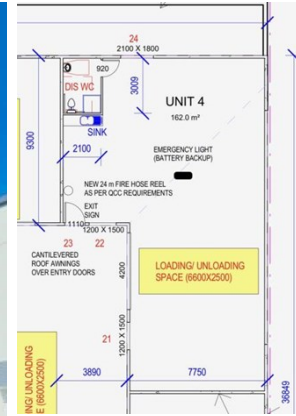 24
2100 X 1800
920
DIS WC
3009
UNIT 4
162.0 m²
SINK
2100
9300
EMERGENCY LIGHT
(BATTERY BACKUP)
NEW 24 m FIRE HOSE REEL
AS PER QCC REQUIREMENTS
EXIT
SIGN
1110
1200 X 1500
23
22
CANTILEVERED
ROOF AWNINGS
OVER ENTRY DOORS
4200
LOADING/ UNLOADING
SPACE (6600X2500)
21
1200 X 1500
3890
7750
NG/ UNLOADING
E (6600X2500)
36849